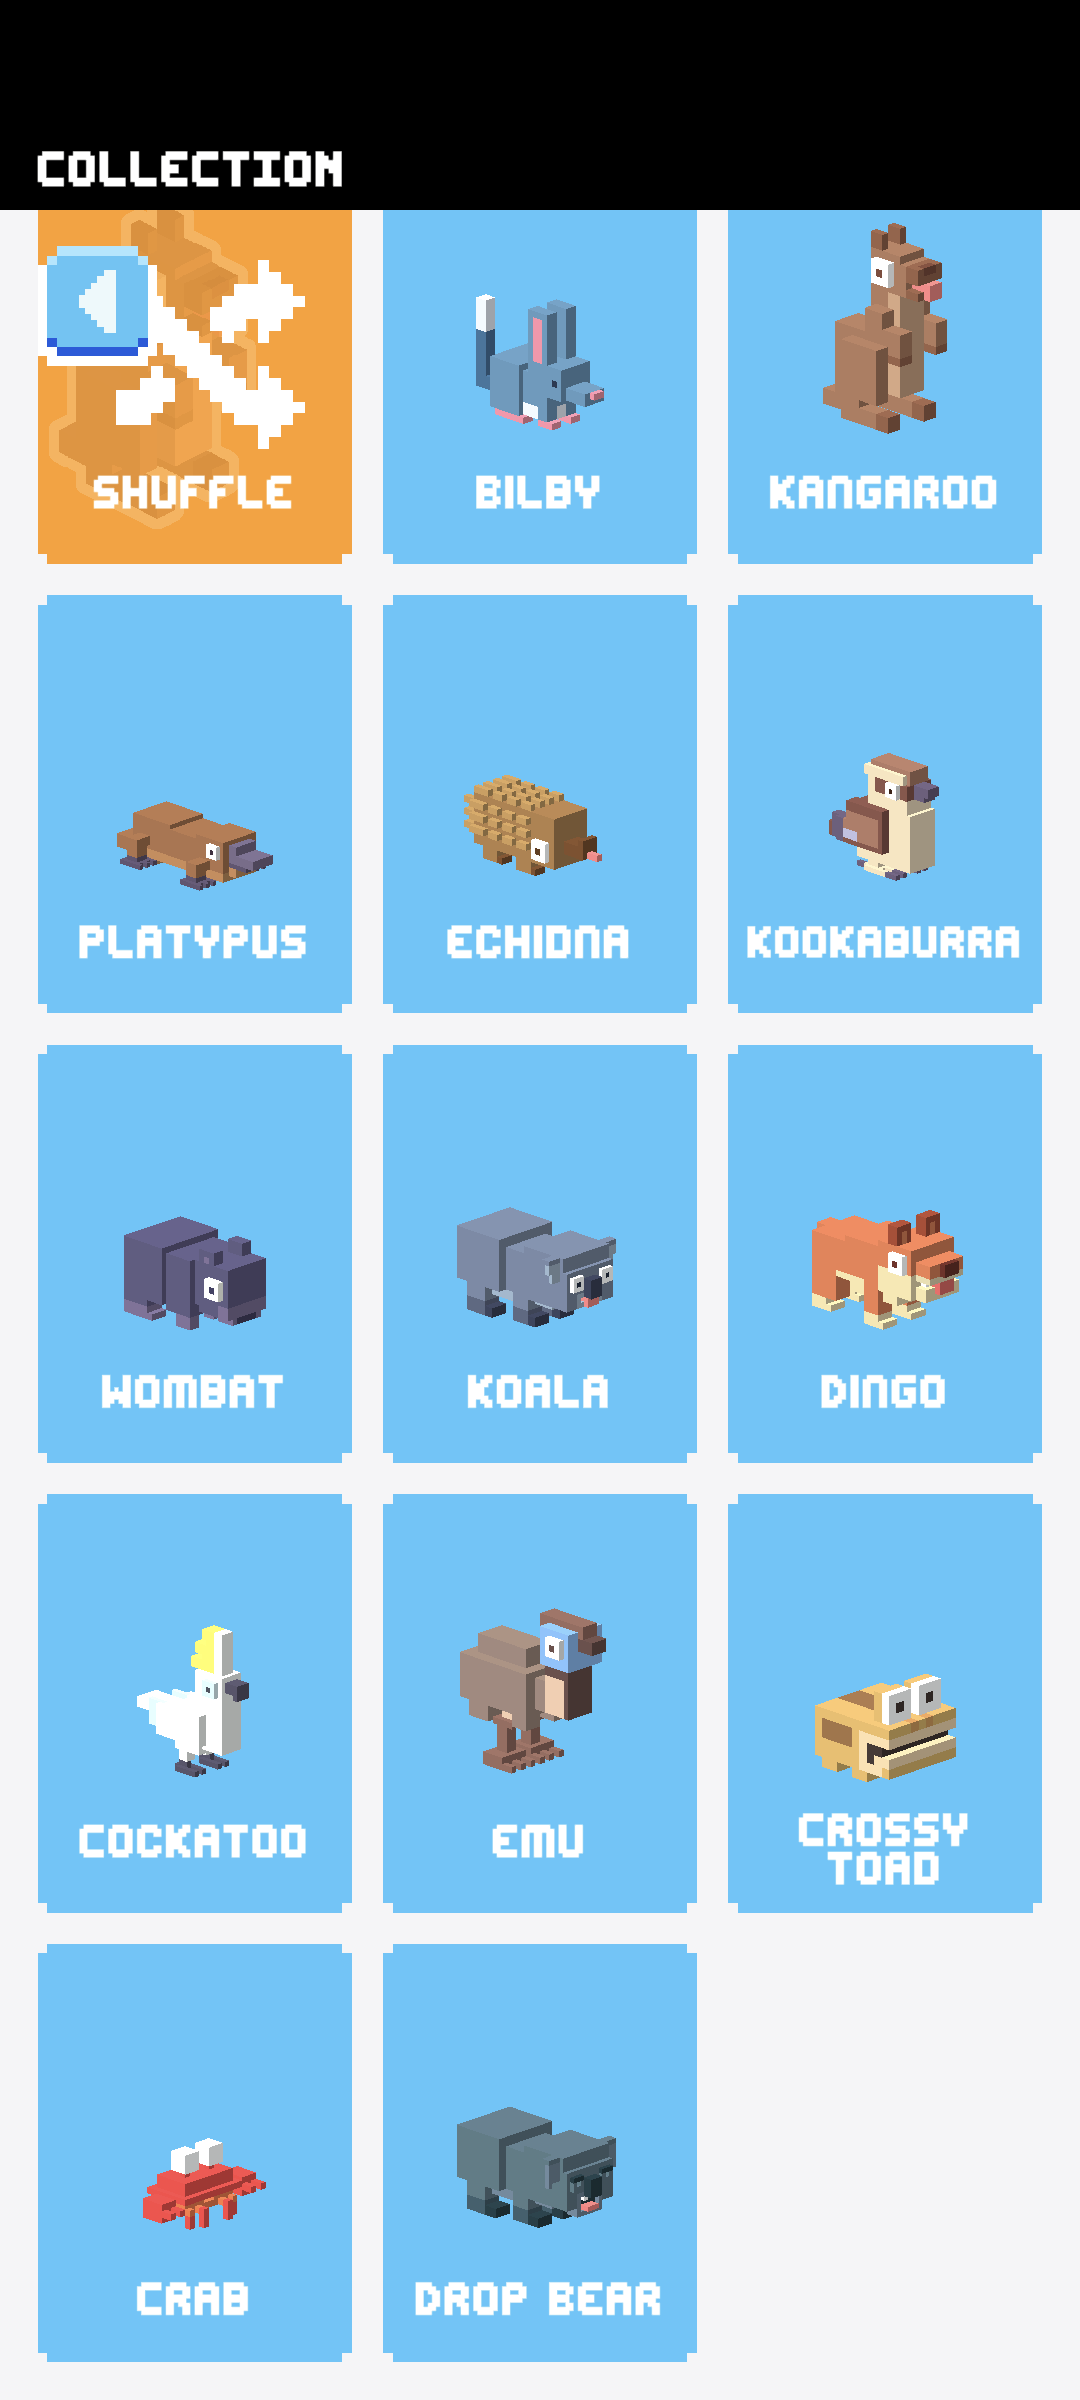 COLLECTION
SHUFFLE
BILBY
KANGAROO
PLATYPUS
ECHIDNA
KOOKABURRA
WOMBAT
KOALA
DINGO
COCKATOO
EMU
CROSSY
TOAD
CRAB
DROP BEAR